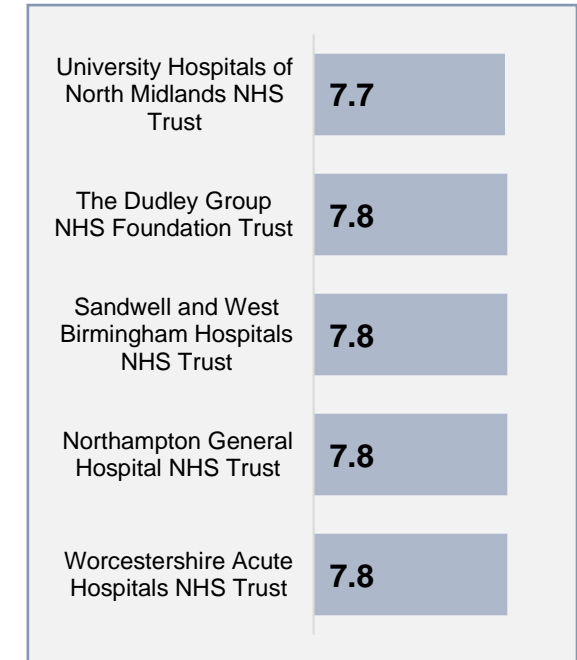 University Hospitals of
North Midlands NHS
Trust
7.7
The Dudley Group
NHS Foundation Trust
7.8
Sandwell and West
Birmingham Hospitals
NHS Trust
7.8
Northampton General
Hospital NHS Trust
7.8
Worcestershire Acute
Hospitals NHS Trust
7.8